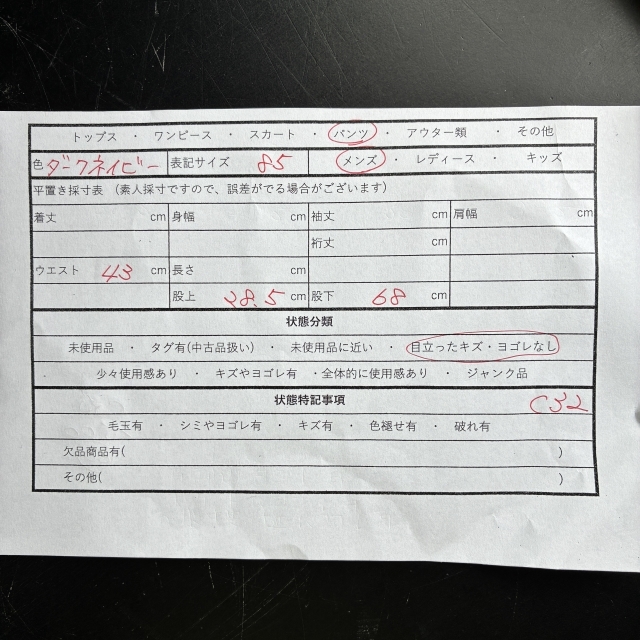 トップス ・ ワンピース ・ スカート ・ パンツ ・ アウター類 ・ その他
色 ダークネイビー 表記サイズ 85 メンズ ・ レディース ・ キッズ
平置き採寸表 (素人採寸ですので、誤差がでる場合がございます)
着丈 cm 身幅 cm 袖丈 cm 肩幅 cm
裄丈 cm
ウエスト 43 cm 長さ cm
股上 28.5 cm 股下 68 cm
状態分類
未使用品 ・ タグ有(中古品扱い) ・ 未使用品に近い ・ 目立ったキズ・ヨゴレなし
少々使用感あり ・ キズやヨゴレ有 ・全体的に使用感あり ・ ジャンク品
状態特記事項 C32
毛玉有 ・ シミやヨゴレ有 ・ キズ有 ・ 色褪せ有 ・ 破れ有
欠品商品有( )
その他( )